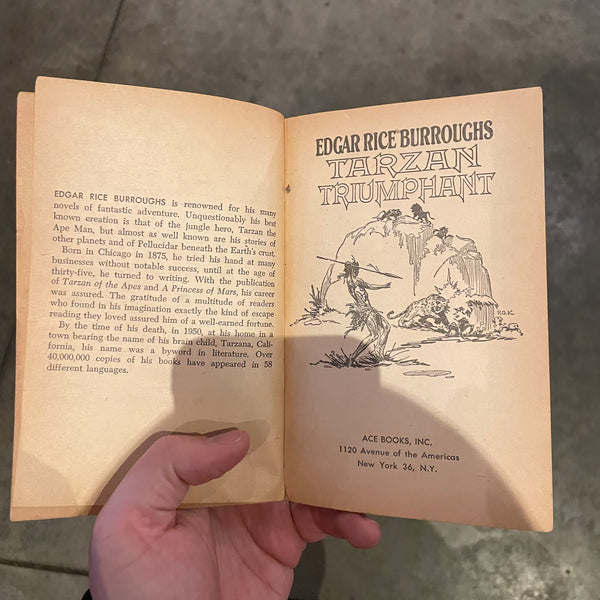 EDGAR RICE BURROUGHS is renowned for his many
novels of fantastic adventure. Unquestionably his best
known creation is that of the jungle hero, Tarzan the
Ape Man, but almost as well known are his stories of
other planets and of Pellucidar beneath the Earth's crust.
Born in Chicago in 1875, he tried his hand at many
businesses without notable success, until at the age of
thirty-five, he turned to writing. With the publication
of Tarzan of the Apes and A Princess of Mars, his career
was assured. The gratitude of a multitude of readers
who found in his imagination exactly the kind of escape
reading they loved assured him of a well-earned fortune.
By the time of his death, in 1950, at his home in a
town bearing the name of his brain child, Tarzana, Cali-
fornia, his name was a byword in literature. Over
40,000,000 copies of his books have appeared in 58
different languages.
EDGAR RICE BURROUGHS
TARZAN
TRIUMPHANT
R.G.K.
ACE BOOKS, INC.
1120 Avenue of the Americas
New York 36, N.Y.